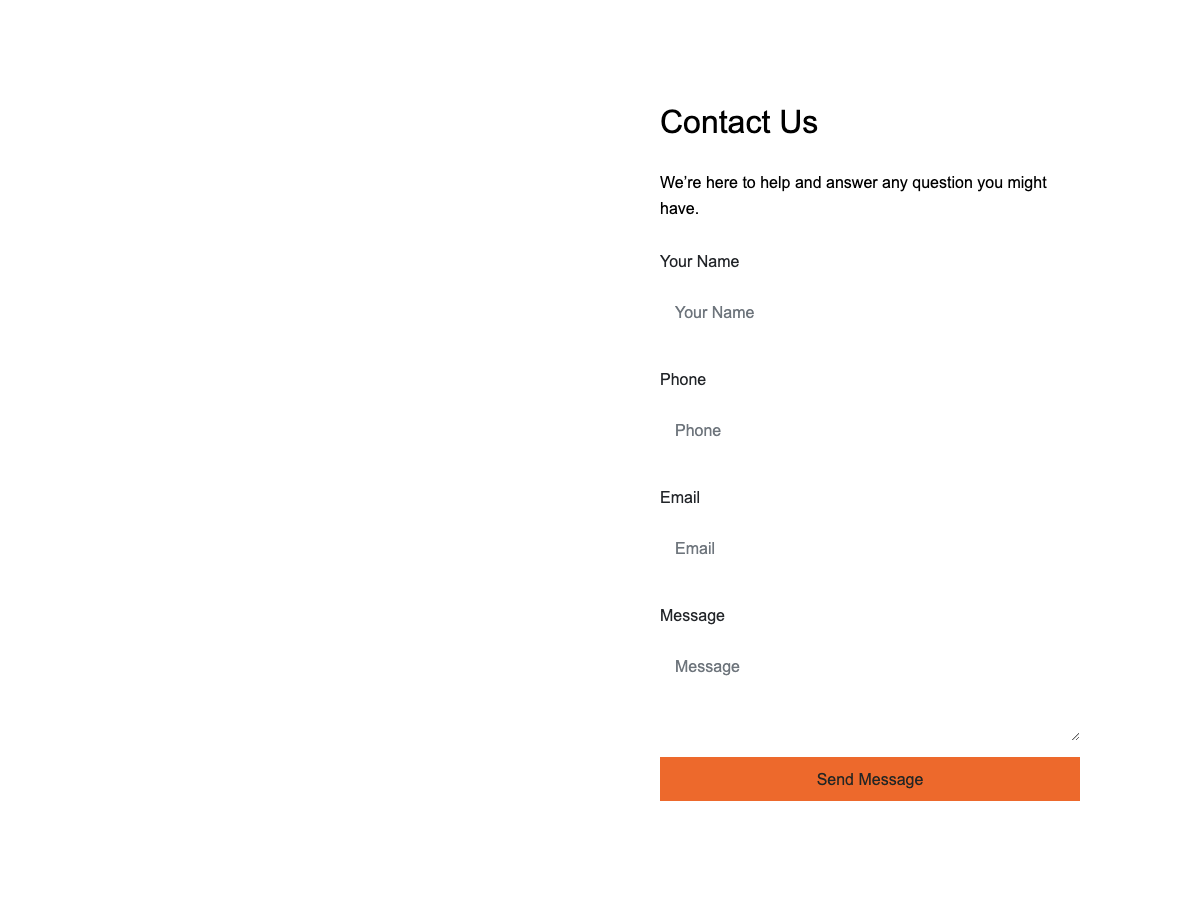 Contact Us
We’re here to help and answer any question you might
have.
Your Name
Your Name
Phone
Phone
Email
Email
Message
Message
Send Message